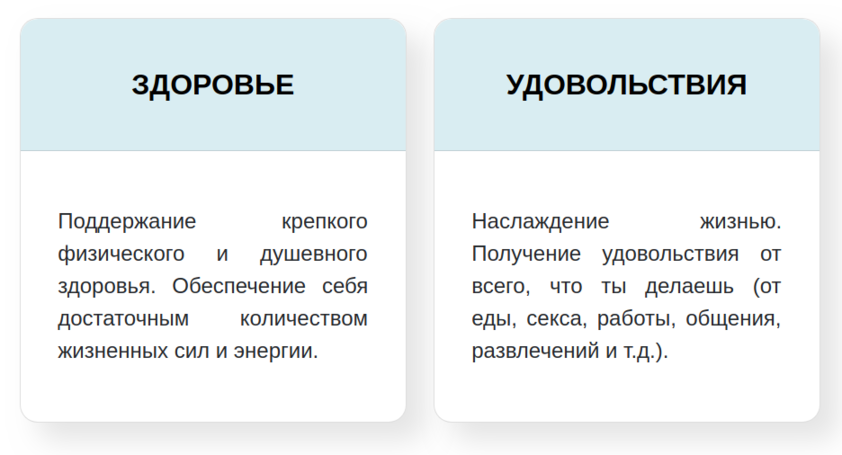 ЗДОРОВЬЕ
Поддержание крепкого
физического и душевного
здоровья. Обеспечение себя
достаточным количеством
жизненных сил и энергии.
УДОВОЛЬСТВИЯ
Наслаждение жизнью.
Получение удовольствия от
всего, что ты делаешь (от
еды, секса, работы, общения,
развлечений и т.д.).